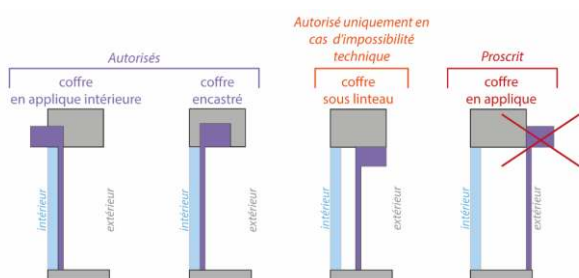 Autorisés
coffre
en applique intérieure
coffre
encastré
Autorisé uniquement en
cas d'impossibilité
technique
coffre
sous linteau
Proscrit
coffre
en applique
intérieur
extérieur
intérieur
extérieur
intérieur
extérieur
intérieur
extérieur